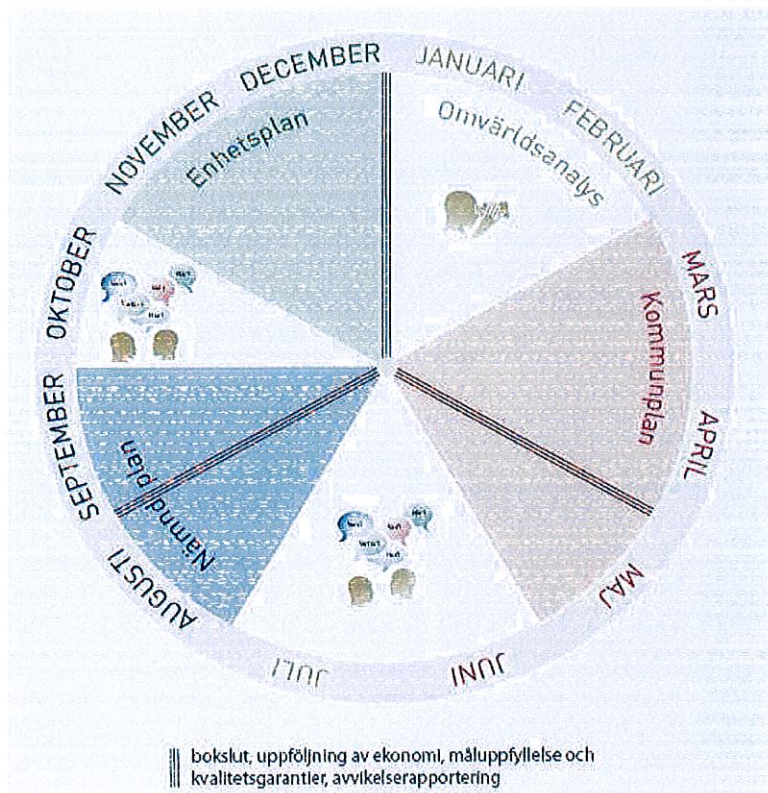 JANUARI
FEBRUARI
MARS
APRIL
MAJ
JUNI
JULI
AUGUSTI
SEPTEMBER
OKTOBER
NOVEMBER
DECEMBER
Omvärldsanalys
Kommunplan
Nämndplan
Enhetsplan
bokslut, uppföljning av ekonomi, måluppfyllelse och
kvalitetsgarantier, avvikelserapportering